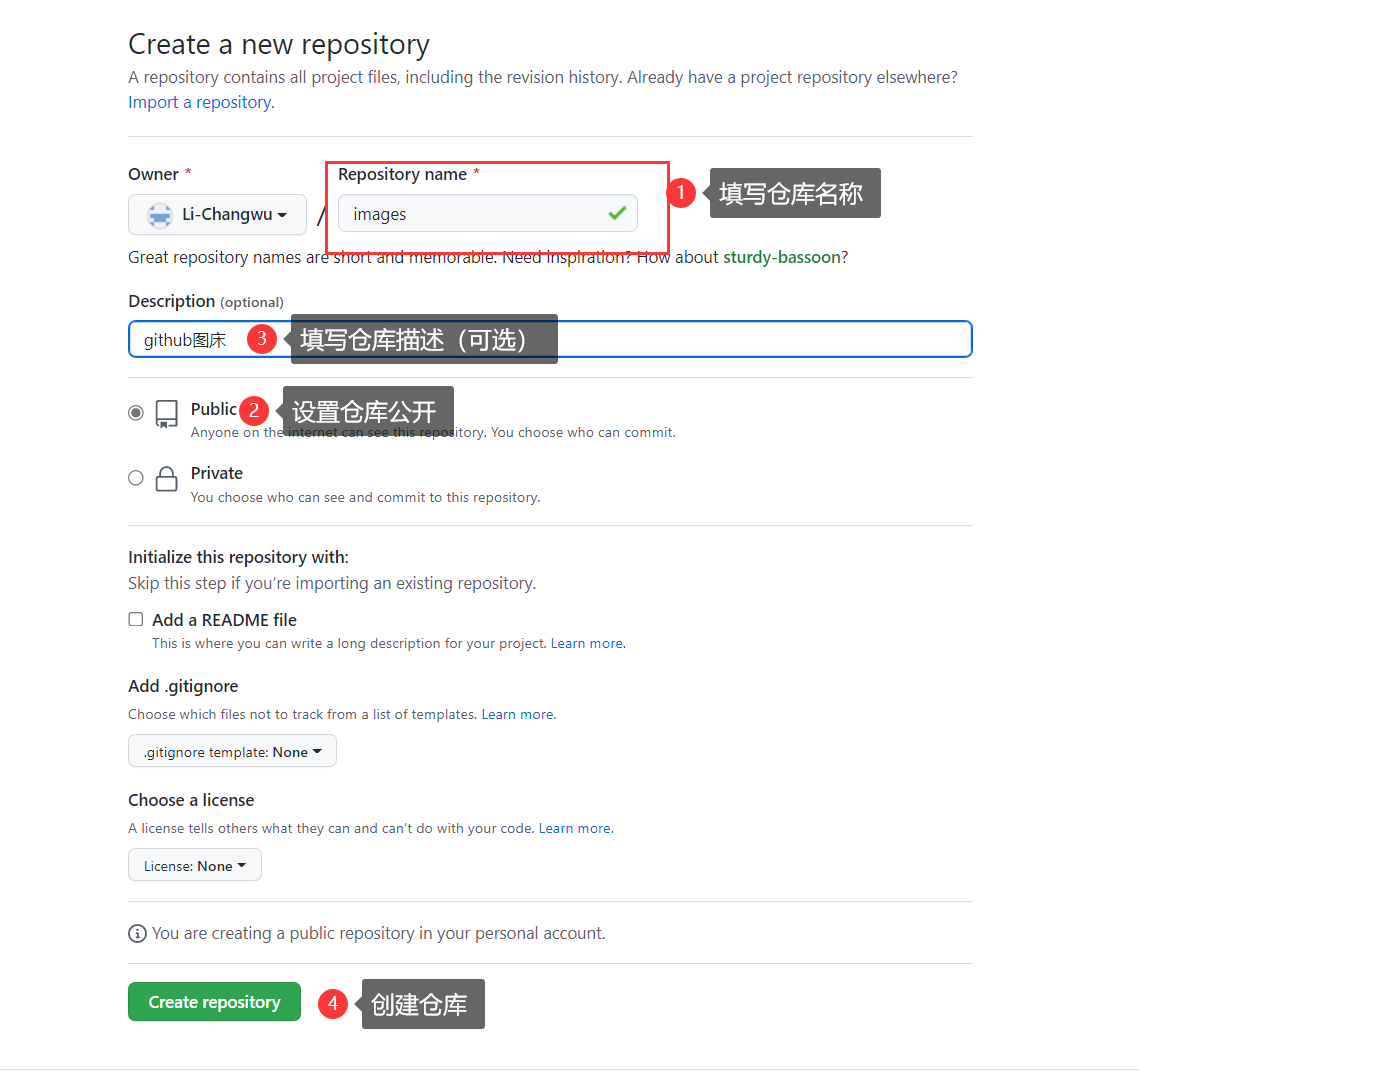 Create a new repository
A repository contains all project files, including the revision history. Already have a project repository elsewhere?
Import a repository.
Owner *
Repository name *
1 填写仓库名称
Li-Changwu / images
Great repository names are short and memorable. Need inspiration? How about sturdy-bassoon?
Description (optional)
github图床 3 填写仓库描述（可选）
Public 2 设置仓库公开
Anyone on the internet can see this repository. You choose who can commit.
Private
You choose who can see and commit to this repository.
Initialize this repository with:
Skip this step if you’re importing an existing repository.
Add a README file
This is where you can write a long description for your project. Learn more.
Add .gitignore
Choose which files not to track from a list of templates. Learn more.
.gitignore template: None
Choose a license
A license tells others what they can and can't do with your code. Learn more.
License: None
You are creating a public repository in your personal account.
Create repository 4 创建仓库